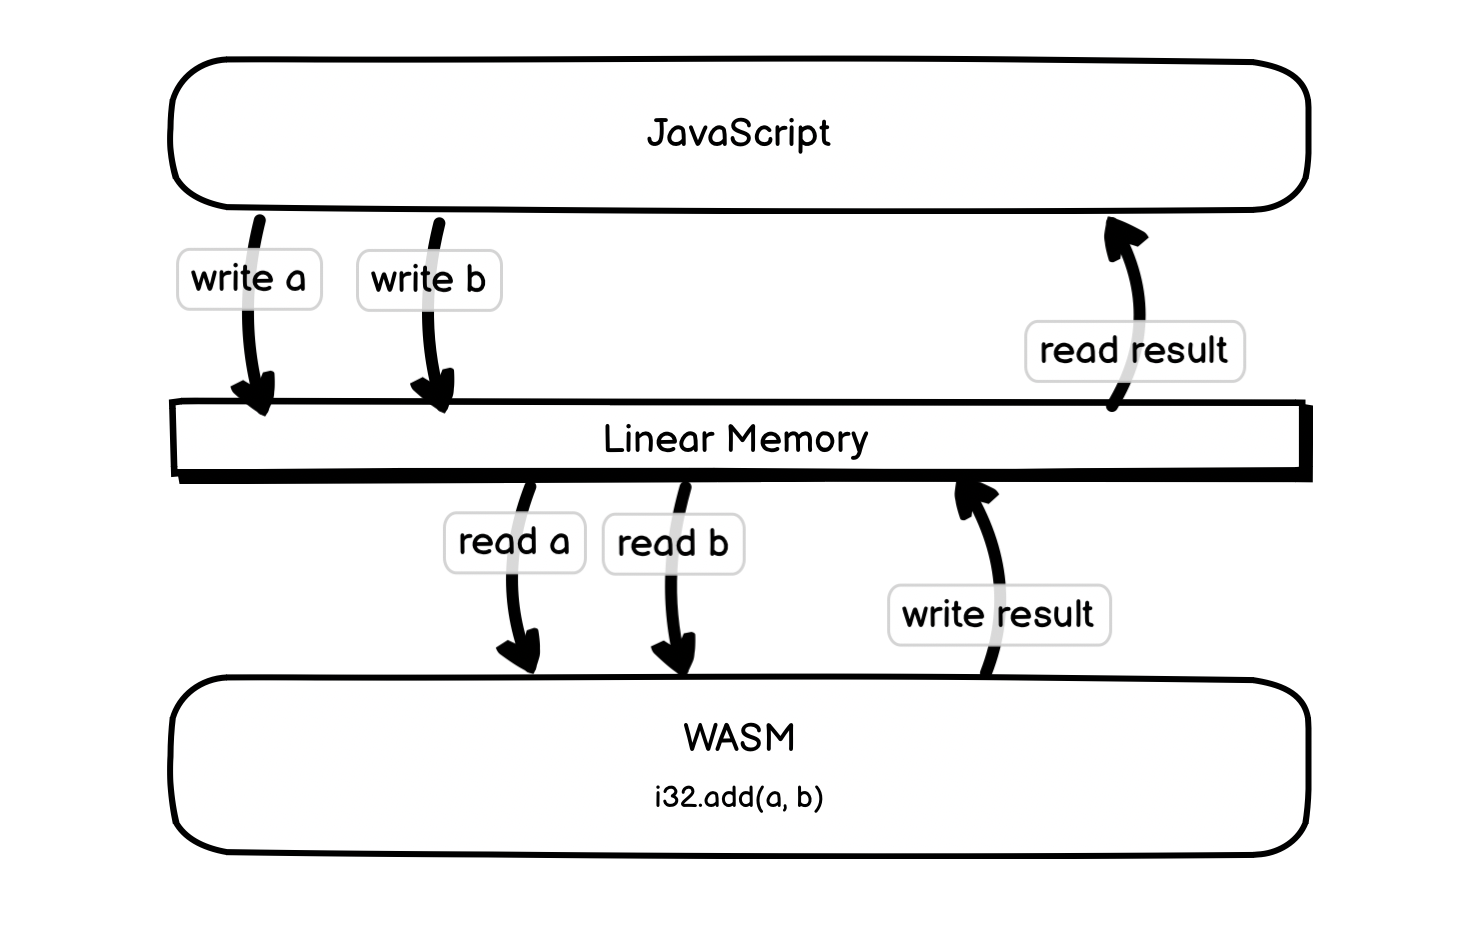 JavaScript
write a
write b
read result
Linear Memory
read a
read b
write result
WASM
i32.add(a, b)